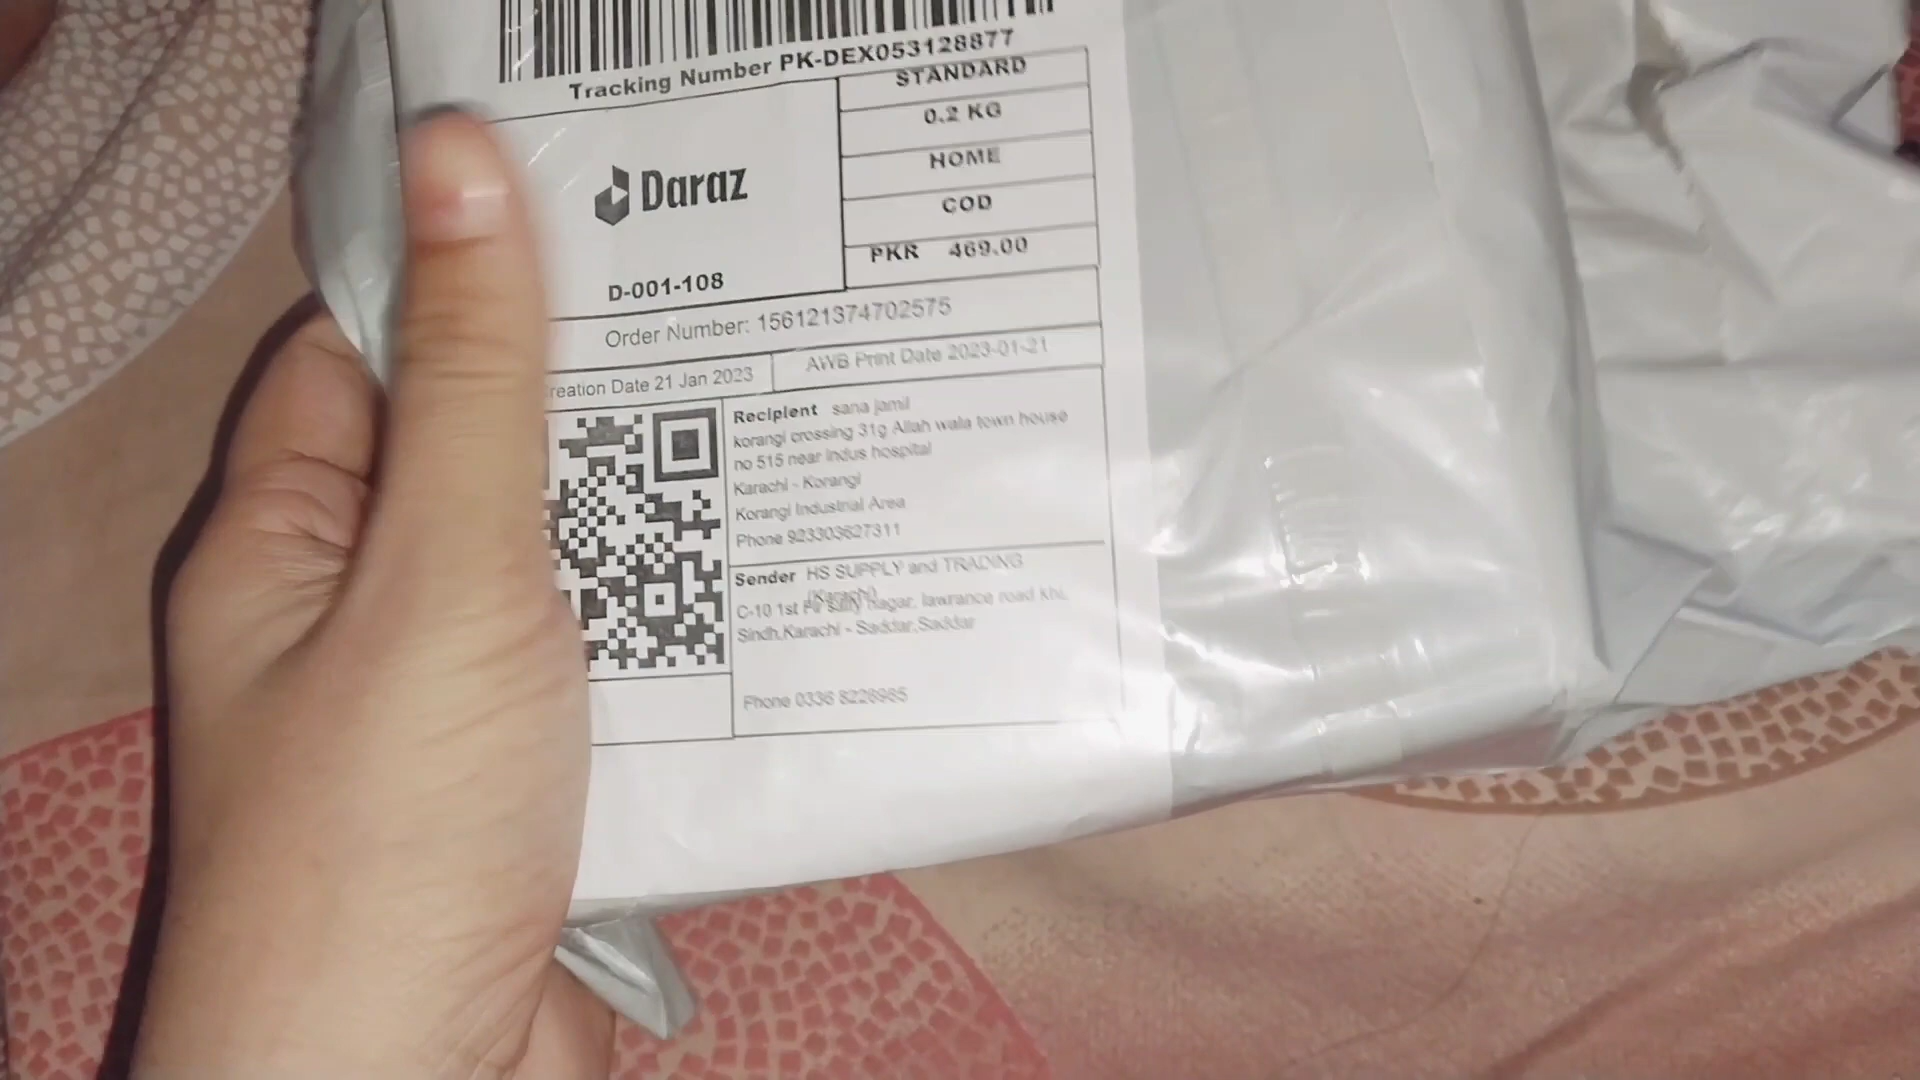 Tracking Number PK-DEX053128877
STANDARD
0.2 KG
HOME
COD
PKR 469.00
Daraz
D-001-108
Order Number: 156121374702575
reation Date 21 Jan 2023
AWB Print Date 2023-01-21
Recipient sana jamil
korangi crossing 31g Allah wala town house
no 515 near indus hospital
Karachi - Korangi
Korangi Industrial Area
Phone 923303627311
Sender HS SUPPLY and TRADING
(Karachi)
C-10 1st nagar, lawrance road khi,
Sindh,Karachi - Saddar,Saddar
Phone 0336 8228985